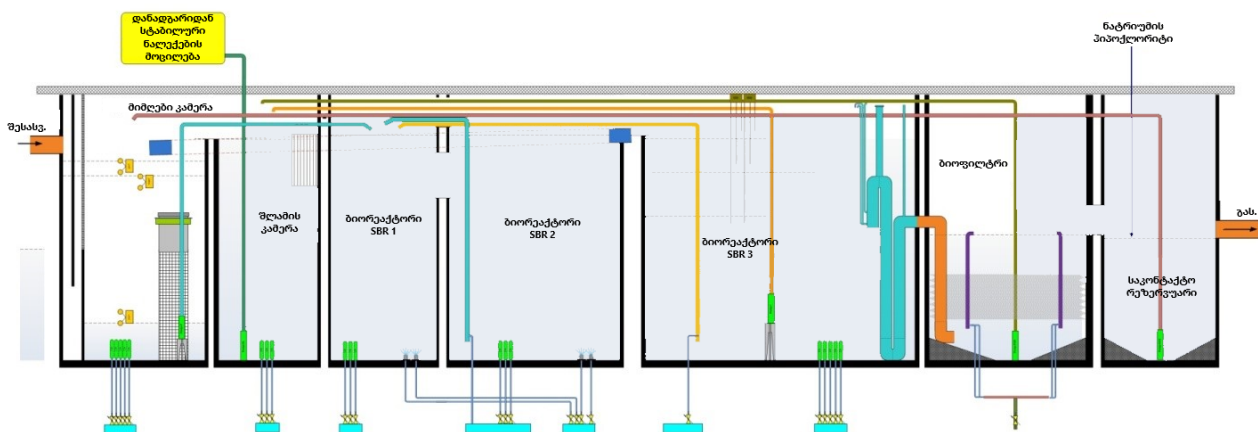 დანადგარიდან
სტაბილური
ნალექების
მოცილება
ნატრიუმის
ჰიპოქლორიტი
მიმღები კამერა
შესასვ.
შლამის
კამერა
ბიორეაქტორი
SBR 1
ბიორეაქტორი
SBR 2
ბიორეაქტორი
SBR 3
ბიოფილტრი
საკონტაქტო
რეზერვუარი
გას.